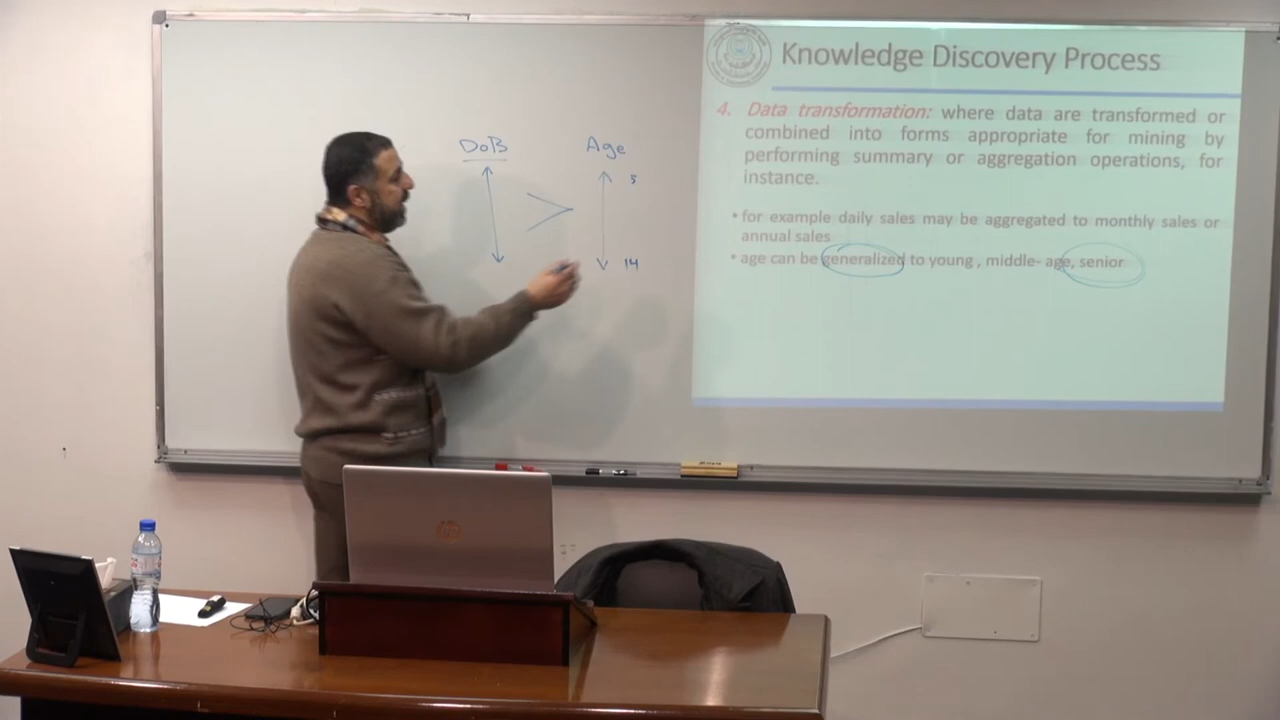 DoB
Age
5
14
Knowledge Discovery Process
4. Data transformation: where data are transformed or
combined into forms appropriate for mining by
performing summary or aggregation operations, for
instance.
• for example daily sales may be aggregated to monthly sales or
annual sales
• age can be generalized to young , middle- age, senior
hp